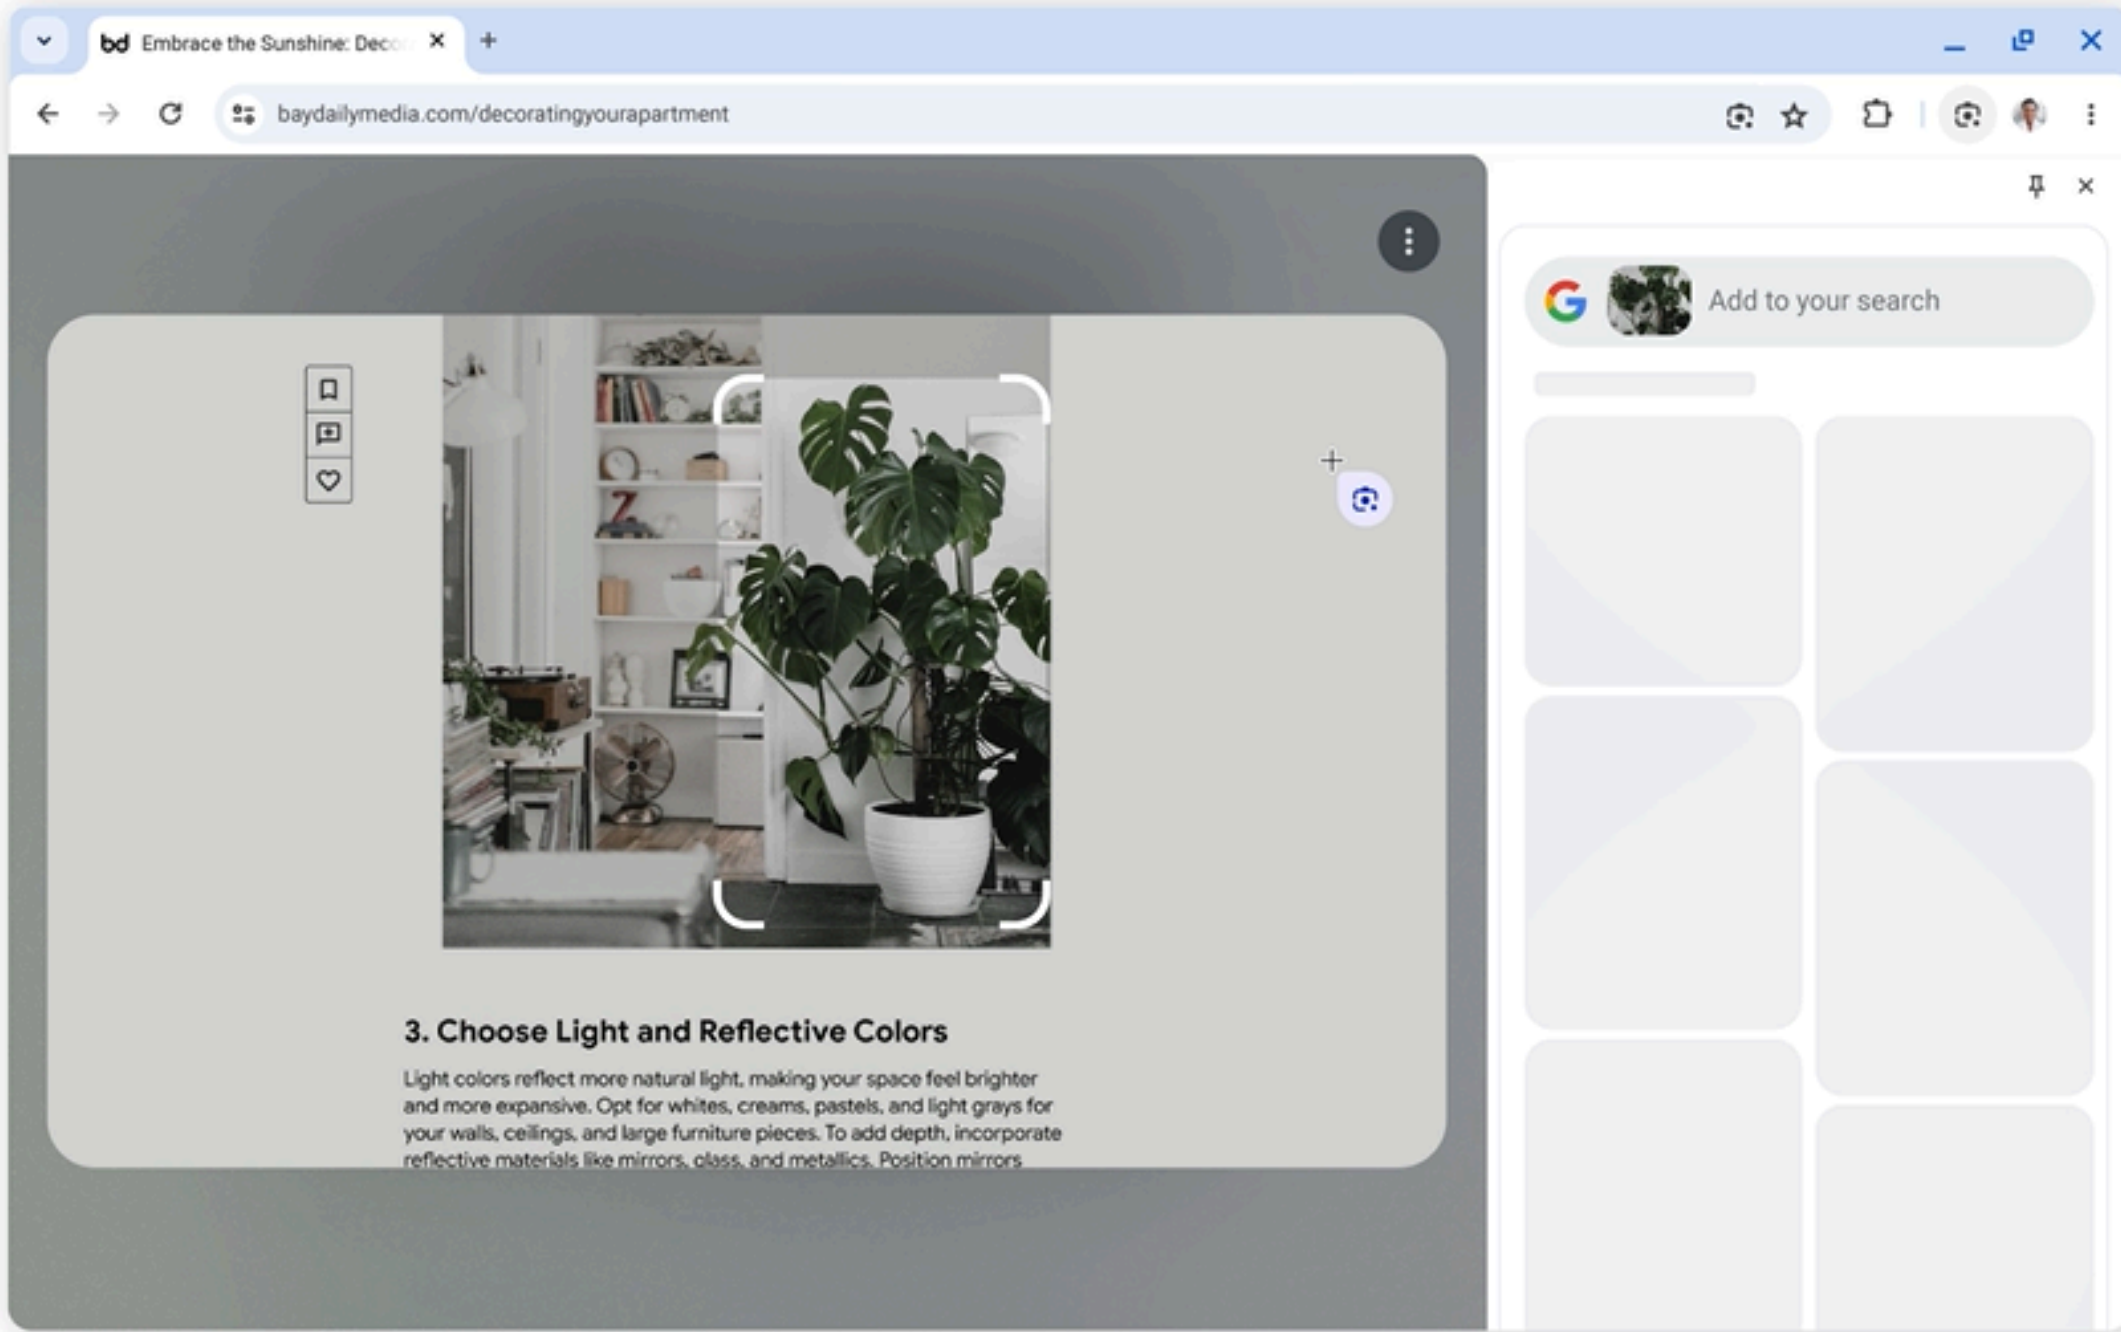 bd Embrace the Sunshine: Deco
baydailymedia.com/decoratingyourapartment
Add to your search
3. Choose Light and Reflective Colors
Light colors reflect more natural light, making your space feel brighter
and more expansive. Opt for whites, creams, pastels, and light grays for
your walls, ceilings, and large furniture pieces. To add depth, incorporate
reflective materials like mirrors, glass, and metallics. Position mirrors